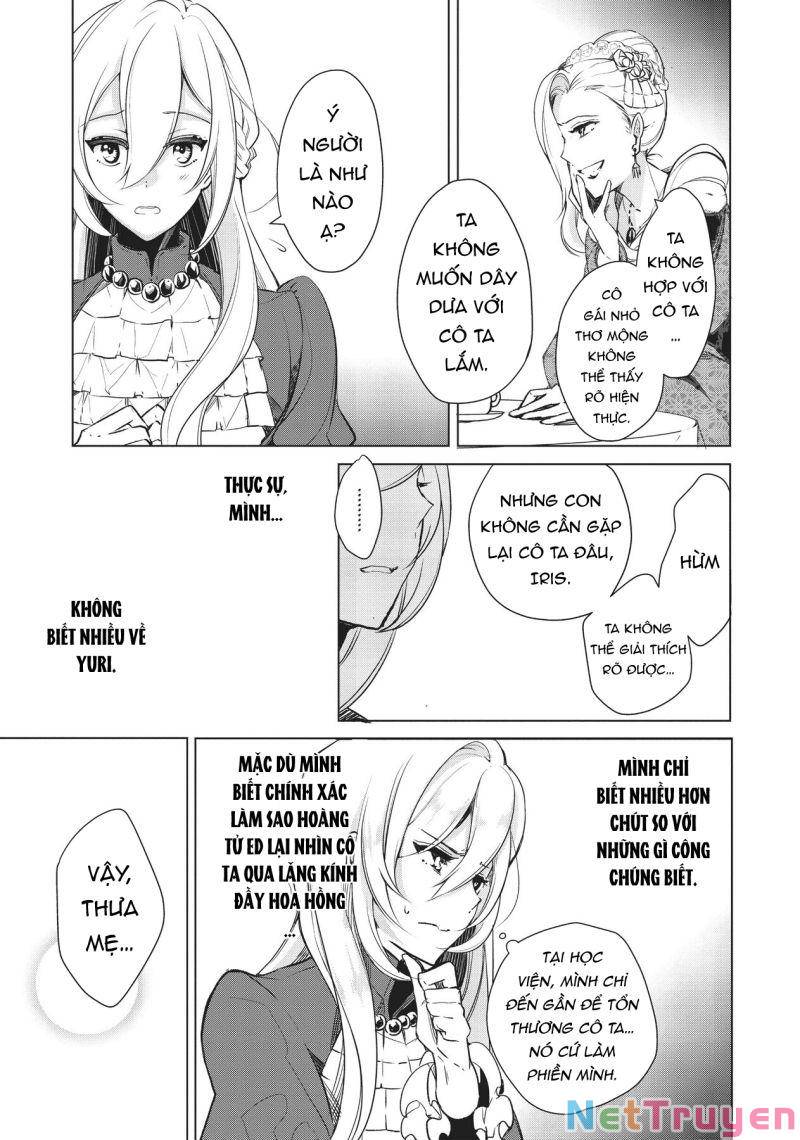 TA
KHÔNG
HỢP VỚI
CÔ TA
...
CÔ
GÁI NHỎ
THƠ MỘNG
KHÔNG
THỂ THẤY
RÕ HIỆN
THỰC.
TA
KHÔNG
MUỐN DÂY
DƯA VỚI
CÔ TA
LẮM.
Ý
NGƯỜI
LÀ NHƯ
NÀO
Ạ?
HỪM
NHƯNG CON
KHÔNG CẦN GẶP
LẠI CÔ TA ĐÂU,
IRIS.
TA KHÔNG
THỂ GIẢI THÍCH
RÕ ĐƯỢC...
........
THỰC SỰ,
MÌNH...
KHÔNG
BIẾT NHIỀU VỀ
YURI.
MÌNH CHỈ
BIẾT NHIỀU HƠN
CHÚT SO VỚI
NHỮNG GÌ CÔNG
CHÚNG BIẾT.
MẶC DÙ MÌNH
BIẾT CHÍNH XÁC
LÀM SAO HOÀNG
TỬ ED LẠI NHÌN CÔ
TA QUA LĂNG KÍNH
ĐẦY HOA HỒNG
...
TẠI HỌC
VIỆN, MÌNH CHỈ
ĐẾN GẦN ĐỂ TỔN
THƯƠNG CÔ TA...
NÓ CỨ LÀM
PHIỀN MÌNH.
VẬY,
THƯA
MẸ...
NetTruyen